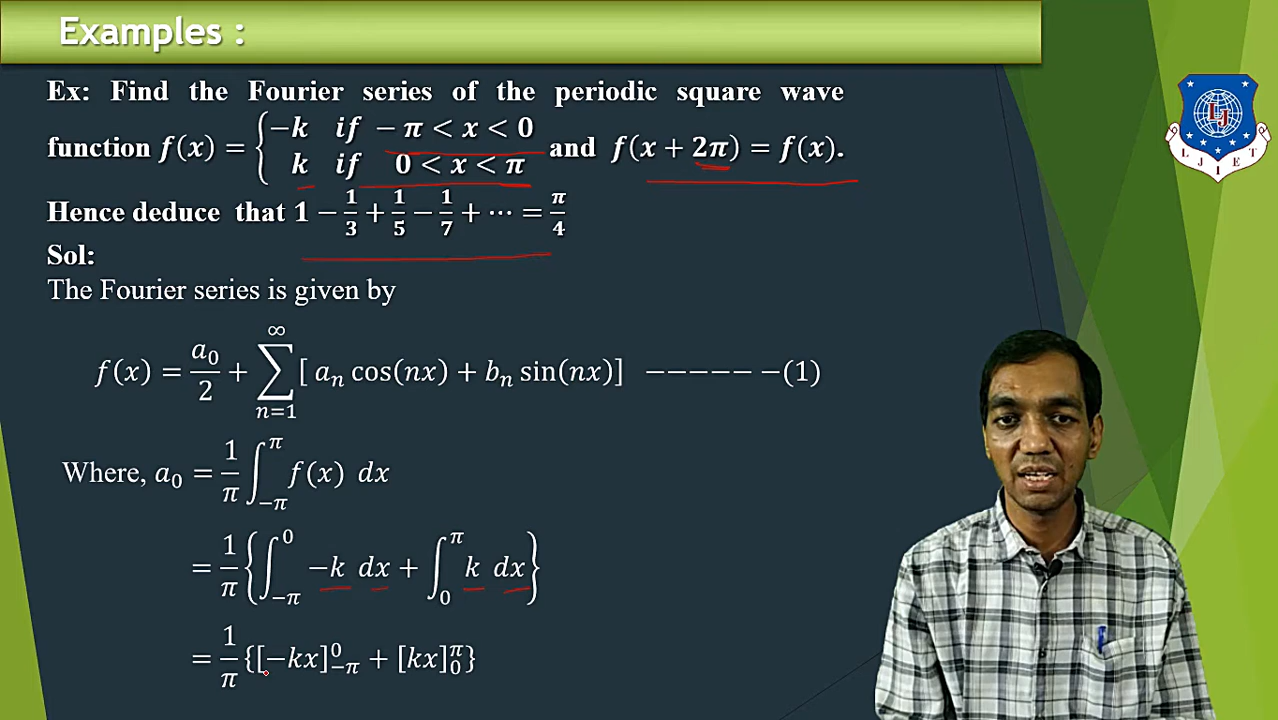 Examples :
Ex: Find the Fourier series of the periodic square wave
function f(x) = {−k if − π < x < 0
k if 0 < x < π and f(x + 2π) = f(x).
Hence deduce that 1 − 1/3 + 1/5 − 1/7 + ⋯ = π/4
Sol:
The Fourier series is given by
f(x) = a₀/2 + ∑_{n=1}^{∞} [ aₙ cos(nx) + bₙ sin(nx)] −−−−−− −(1)
Where, a₀ = 1/π ∫_{−π}^{π} f(x) dx
= 1/π {∫_{−π}^{0} −k dx + ∫_{0}^{π} k dx}
= 1/π {[−kx]_{−π}^{0} + [kx]_{0}^{π}}
LJ
L J I E T